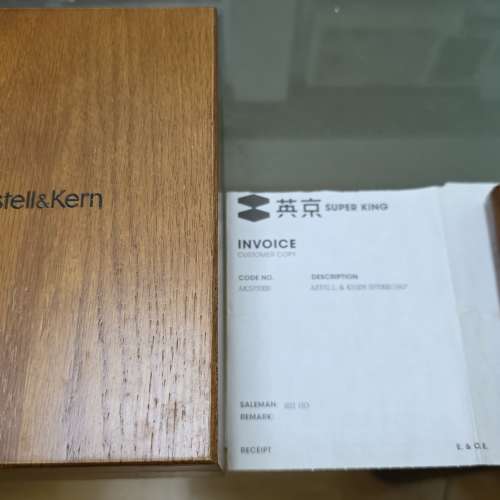 stell&Kern
英京 SUPER KING
INVOICE
CUSTOMER COPY
CODE NO. DESCRIPTION
SALEMAN:
REMARK:
RECEIPT E. & O.E.